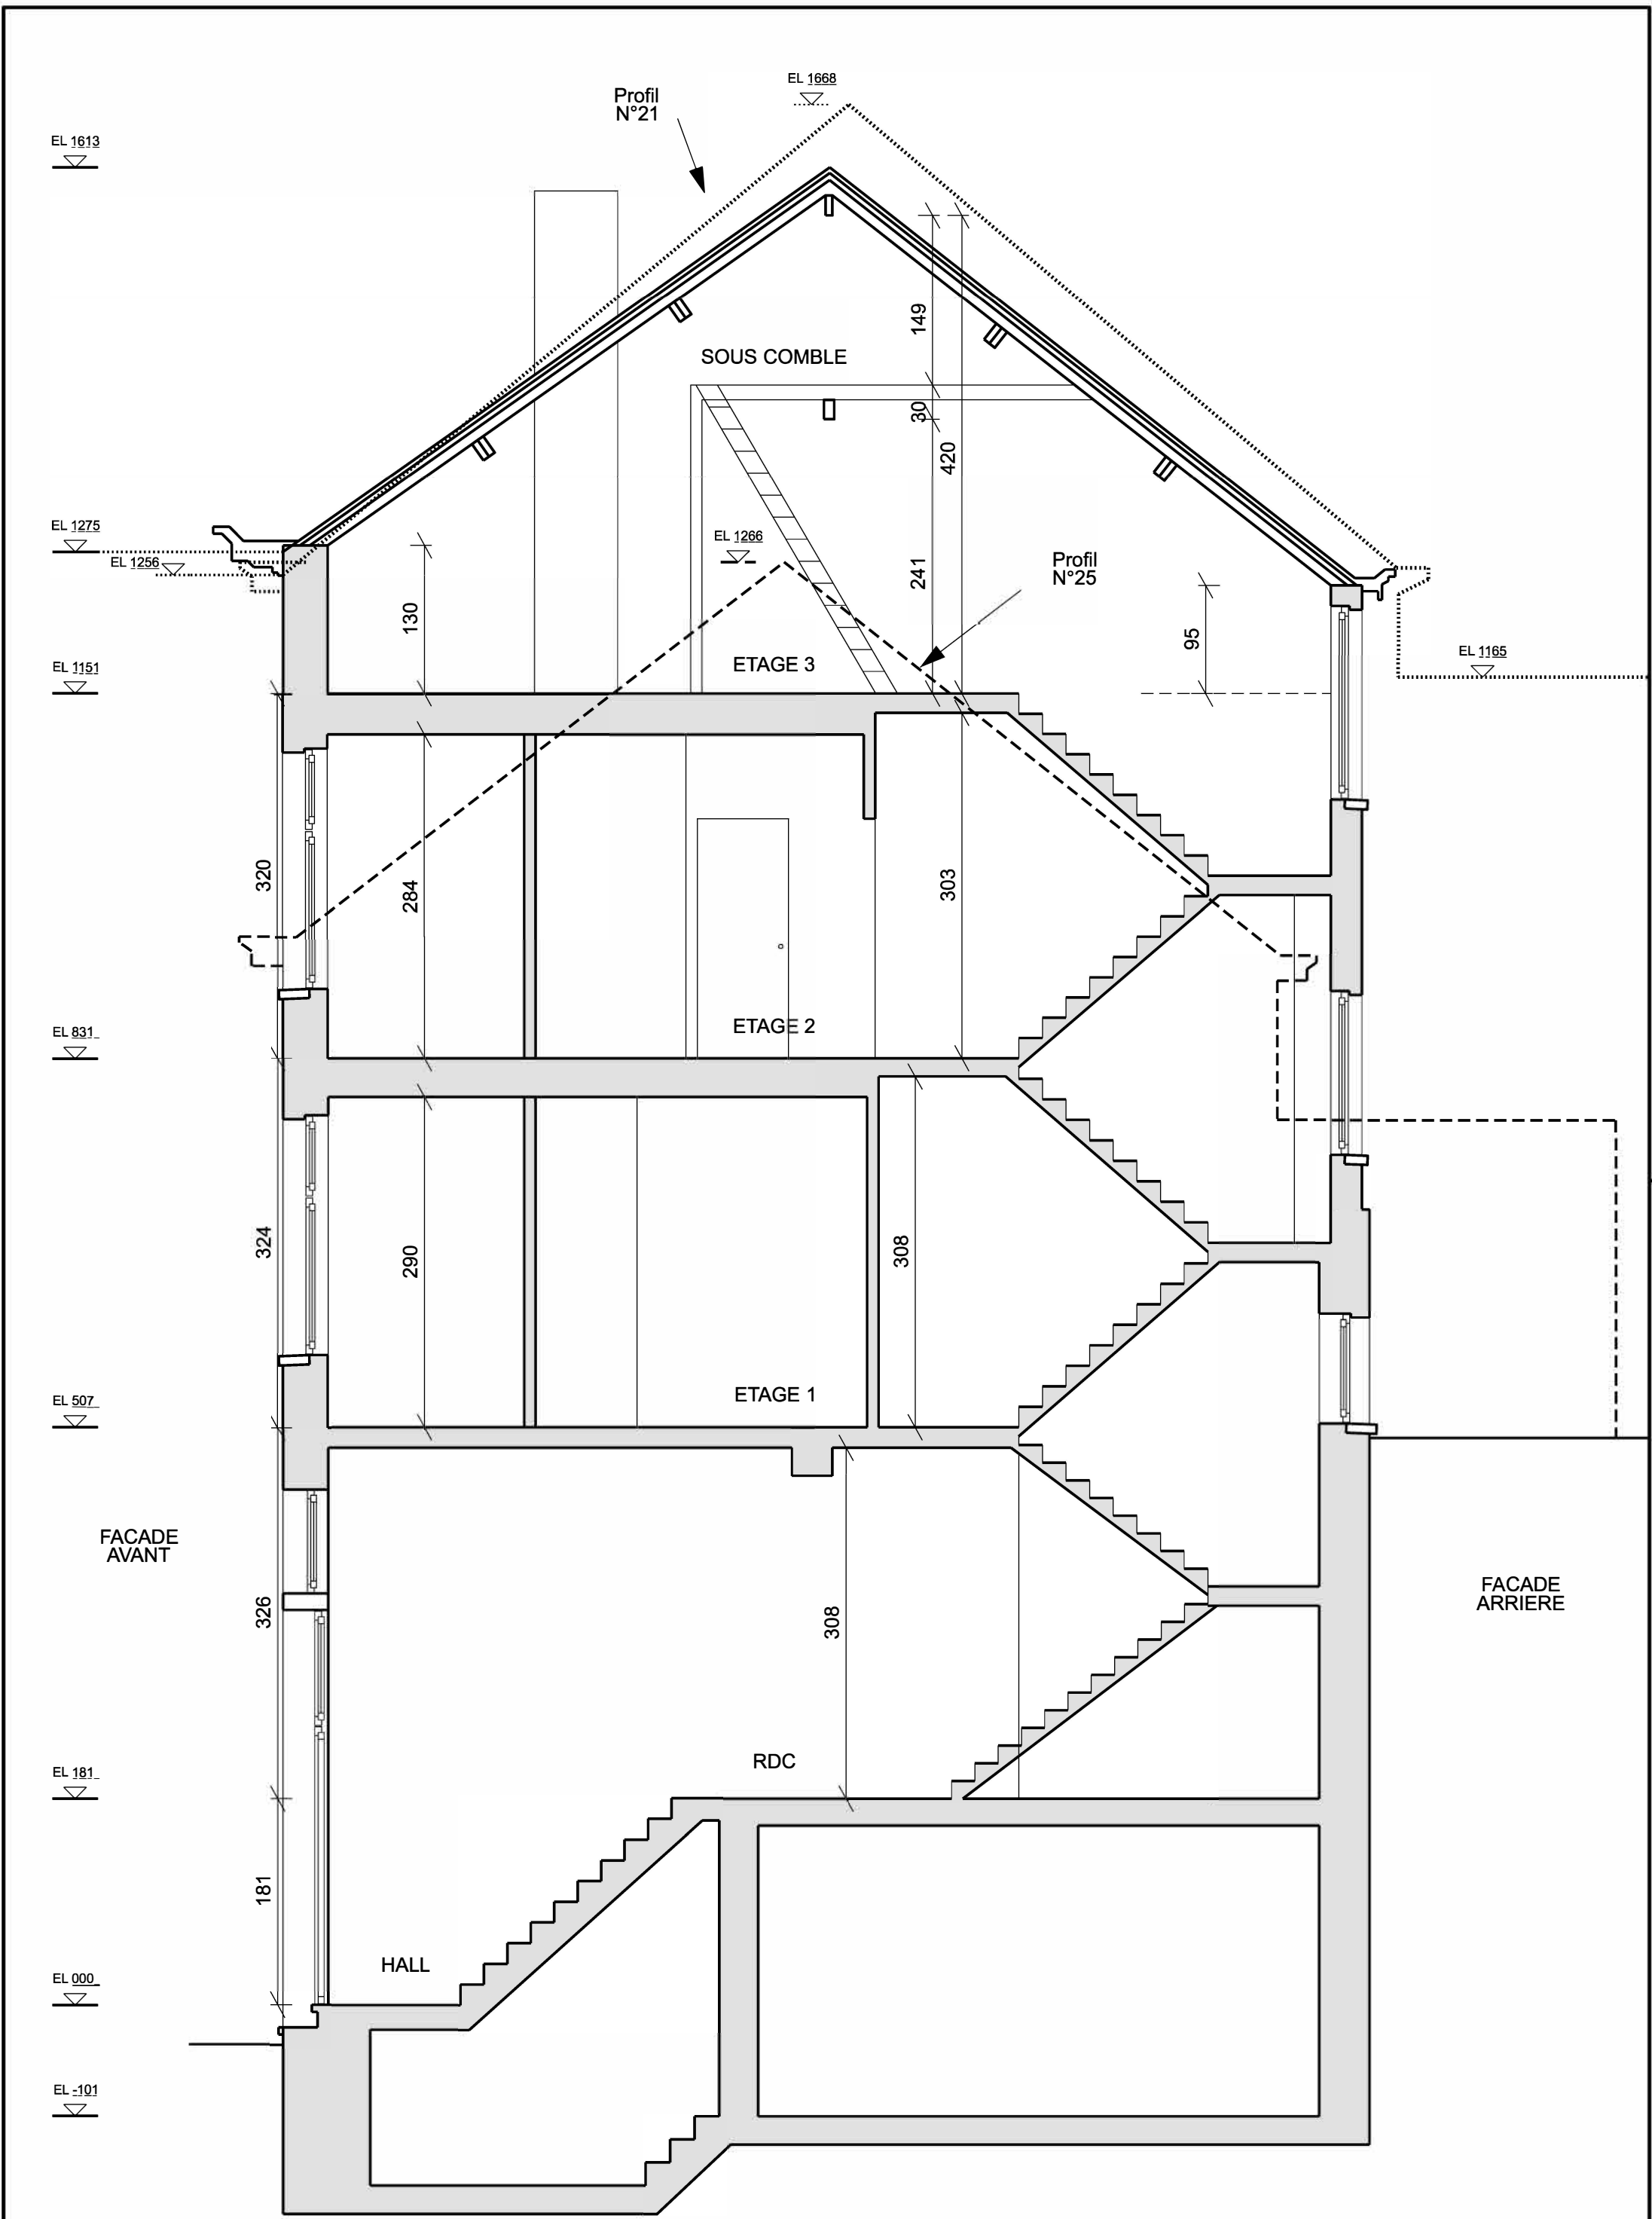 EL 1668
Profil
N°21
EL 1613
149
SOUS COMBLE
30
420
EL 1275
EL 1266
EL 1256
Profil
N°25
241
130
95
EL 1151
ETAGE 3
EL 1165
320
284
303
ETAGE 2
EL 831
324
290
308
ETAGE 1
EL 507
FACADE
AVANT
FACADE
ARRIERE
326
308
RDC
EL 181
181
HALL
EL 000
EL -101